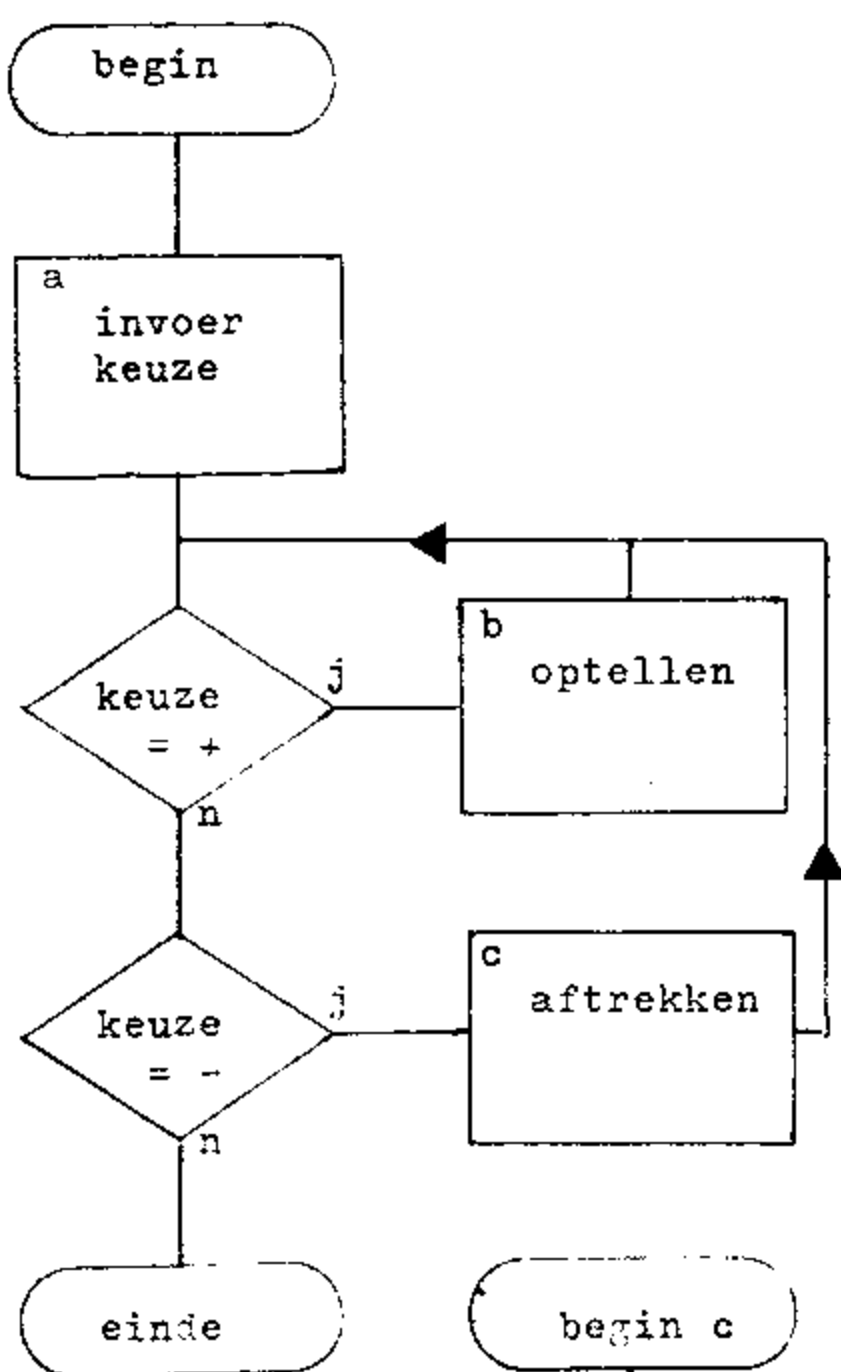 begin
a
invoer
keuze
b
optellen
keuze
= +
j
n
c
aftrekken
keuze
= -
j
n
einde
begin c